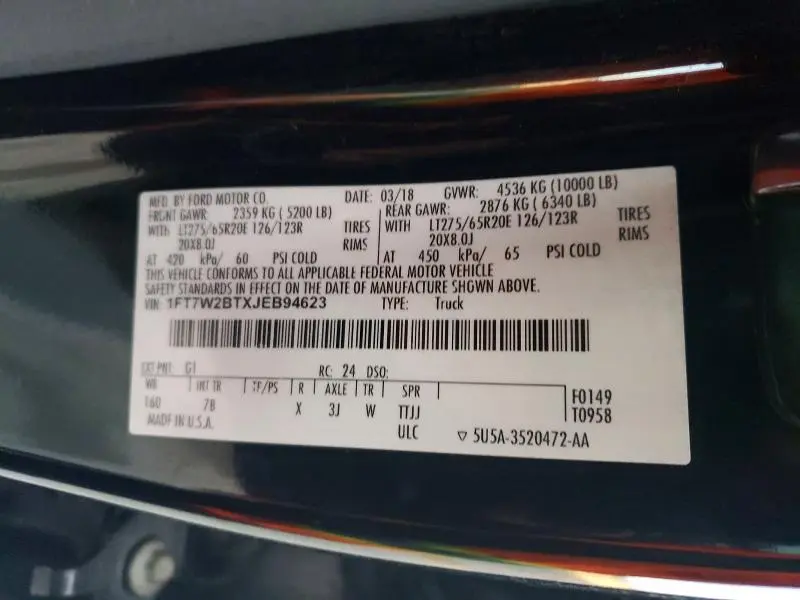 MFD. BY FORD MOTOR CO. DATE: 03/18 GVWR: 4536 KG (10000 LB)
FRONT GAWR: 2359 KG ( 5200 LB) REAR GAWR: 2876 KG ( 6340 LB)
WITH LT275/65R20E 126/123R TIRES WITH LT275/65R20E 126/123R TIRES
20X8.0J RIMS 20X8.0J RIMS
AT 420 kPa/ 60 PSI COLD AT 450 kPa/ 65 PSI COLD
THIS VEHICLE CONFORMS TO ALL APPLICABLE FEDERAL MOTOR VEHICLE
SAFETY STANDARDS IN EFFECT ON THE DATE OF MANUFACTURE SHOWN ABOVE.
VIN: 1FT7W2BTXJEB94623 TYPE: Truck
EXT PNT: G1 RC: 24 DSO:
WB INT TR TP/PS R AXLE TR SPR F0149
160 7B X 3J W TTJJ T0958
MADE IN U.S.A. ULC ▽ 5U5A-3520472-AA